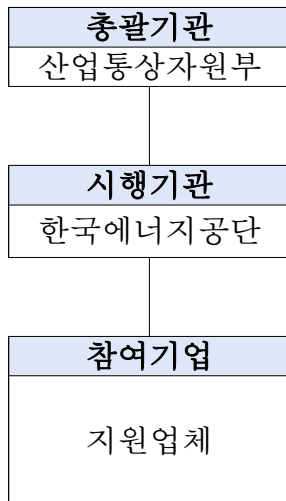 총괄기관
산업통상자원부
시행기관
한국에너지공단
참여기업
지원업체